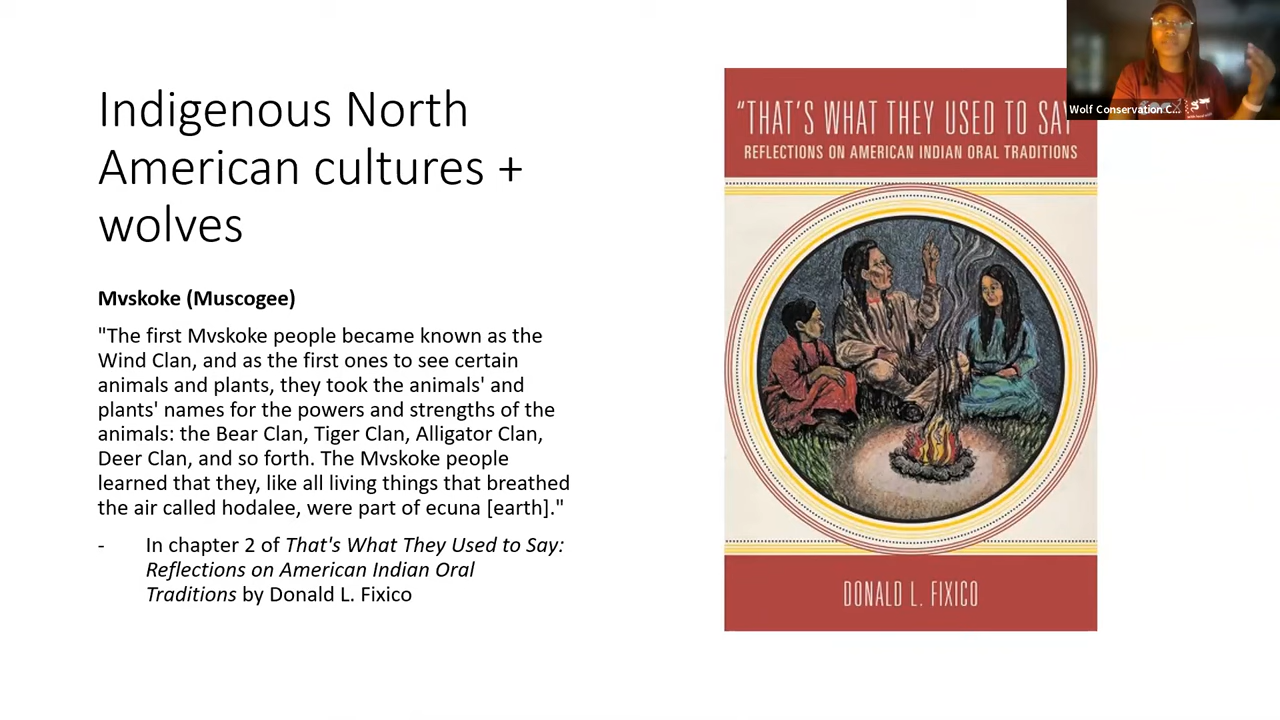 Indigenous North
American cultures +
wolves
Mvskoke (Muscogee)
"The first Mvskoke people became known as the
Wind Clan, and as the first ones to see certain
animals and plants, they took the animals' and
plants' names for the powers and strengths of the
animals: the Bear Clan, Tiger Clan, Alligator Clan,
Deer Clan, and so forth. The Mvskoke people
learned that they, like all living things that breathed
the air called hodalee, were part of ecuna [earth]."
- In chapter 2 of That's What They Used to Say:
Reflections on American Indian Oral
Traditions by Donald L. Fixico
"THAT'S WHAT THEY USED TO SAY
REFLECTIONS ON AMERICAN INDIAN ORAL TRADITIONS
DONALD L. FIXICO
Wolf Conservation C...